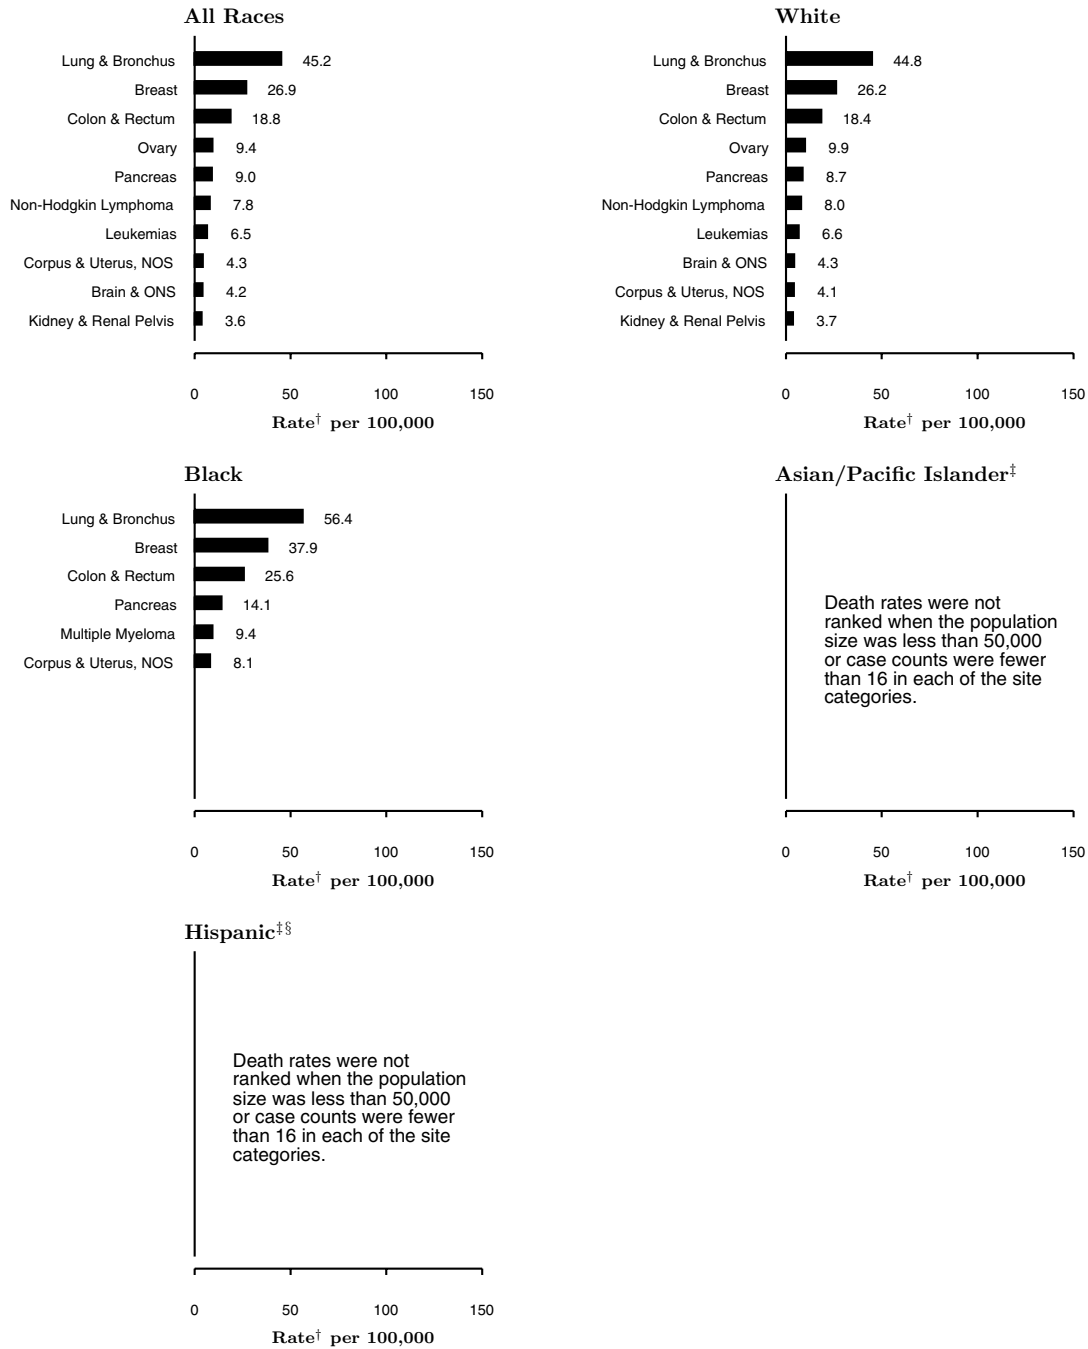 All Races
Lung & Bronchus 45.2
Breast 26.9
Colon & Rectum 18.8
Ovary 9.4
Pancreas 9.0
Non-Hodgkin Lymphoma 7.8
Leukemias 6.5
Corpus & Uterus, NOS 4.3
Brain & ONS 4.2
Kidney & Renal Pelvis 3.6
0 50 100 150
Rate† per 100,000
White
Lung & Bronchus 44.8
Breast 26.2
Colon & Rectum 18.4
Ovary 9.9
Pancreas 8.7
Non-Hodgkin Lymphoma 8.0
Leukemias 6.6
Brain & ONS 4.3
Corpus & Uterus, NOS 4.1
Kidney & Renal Pelvis 3.7
0 50 100 150
Rate† per 100,000
Black
Lung & Bronchus 56.4
Breast 37.9
Colon & Rectum 25.6
Pancreas 14.1
Multiple Myeloma 9.4
Corpus & Uterus, NOS 8.1
0 50 100 150
Rate† per 100,000
Asian/Pacific Islander‡
Death rates were not
ranked when the population
size was less than 50,000
or case counts were fewer
than 16 in each of the site
categories.
0 50 100 150
Rate† per 100,000
Hispanic‡§
Death rates were not
ranked when the population
size was less than 50,000
or case counts were fewer
than 16 in each of the site
categories.
0 50 100 150
Rate† per 100,000